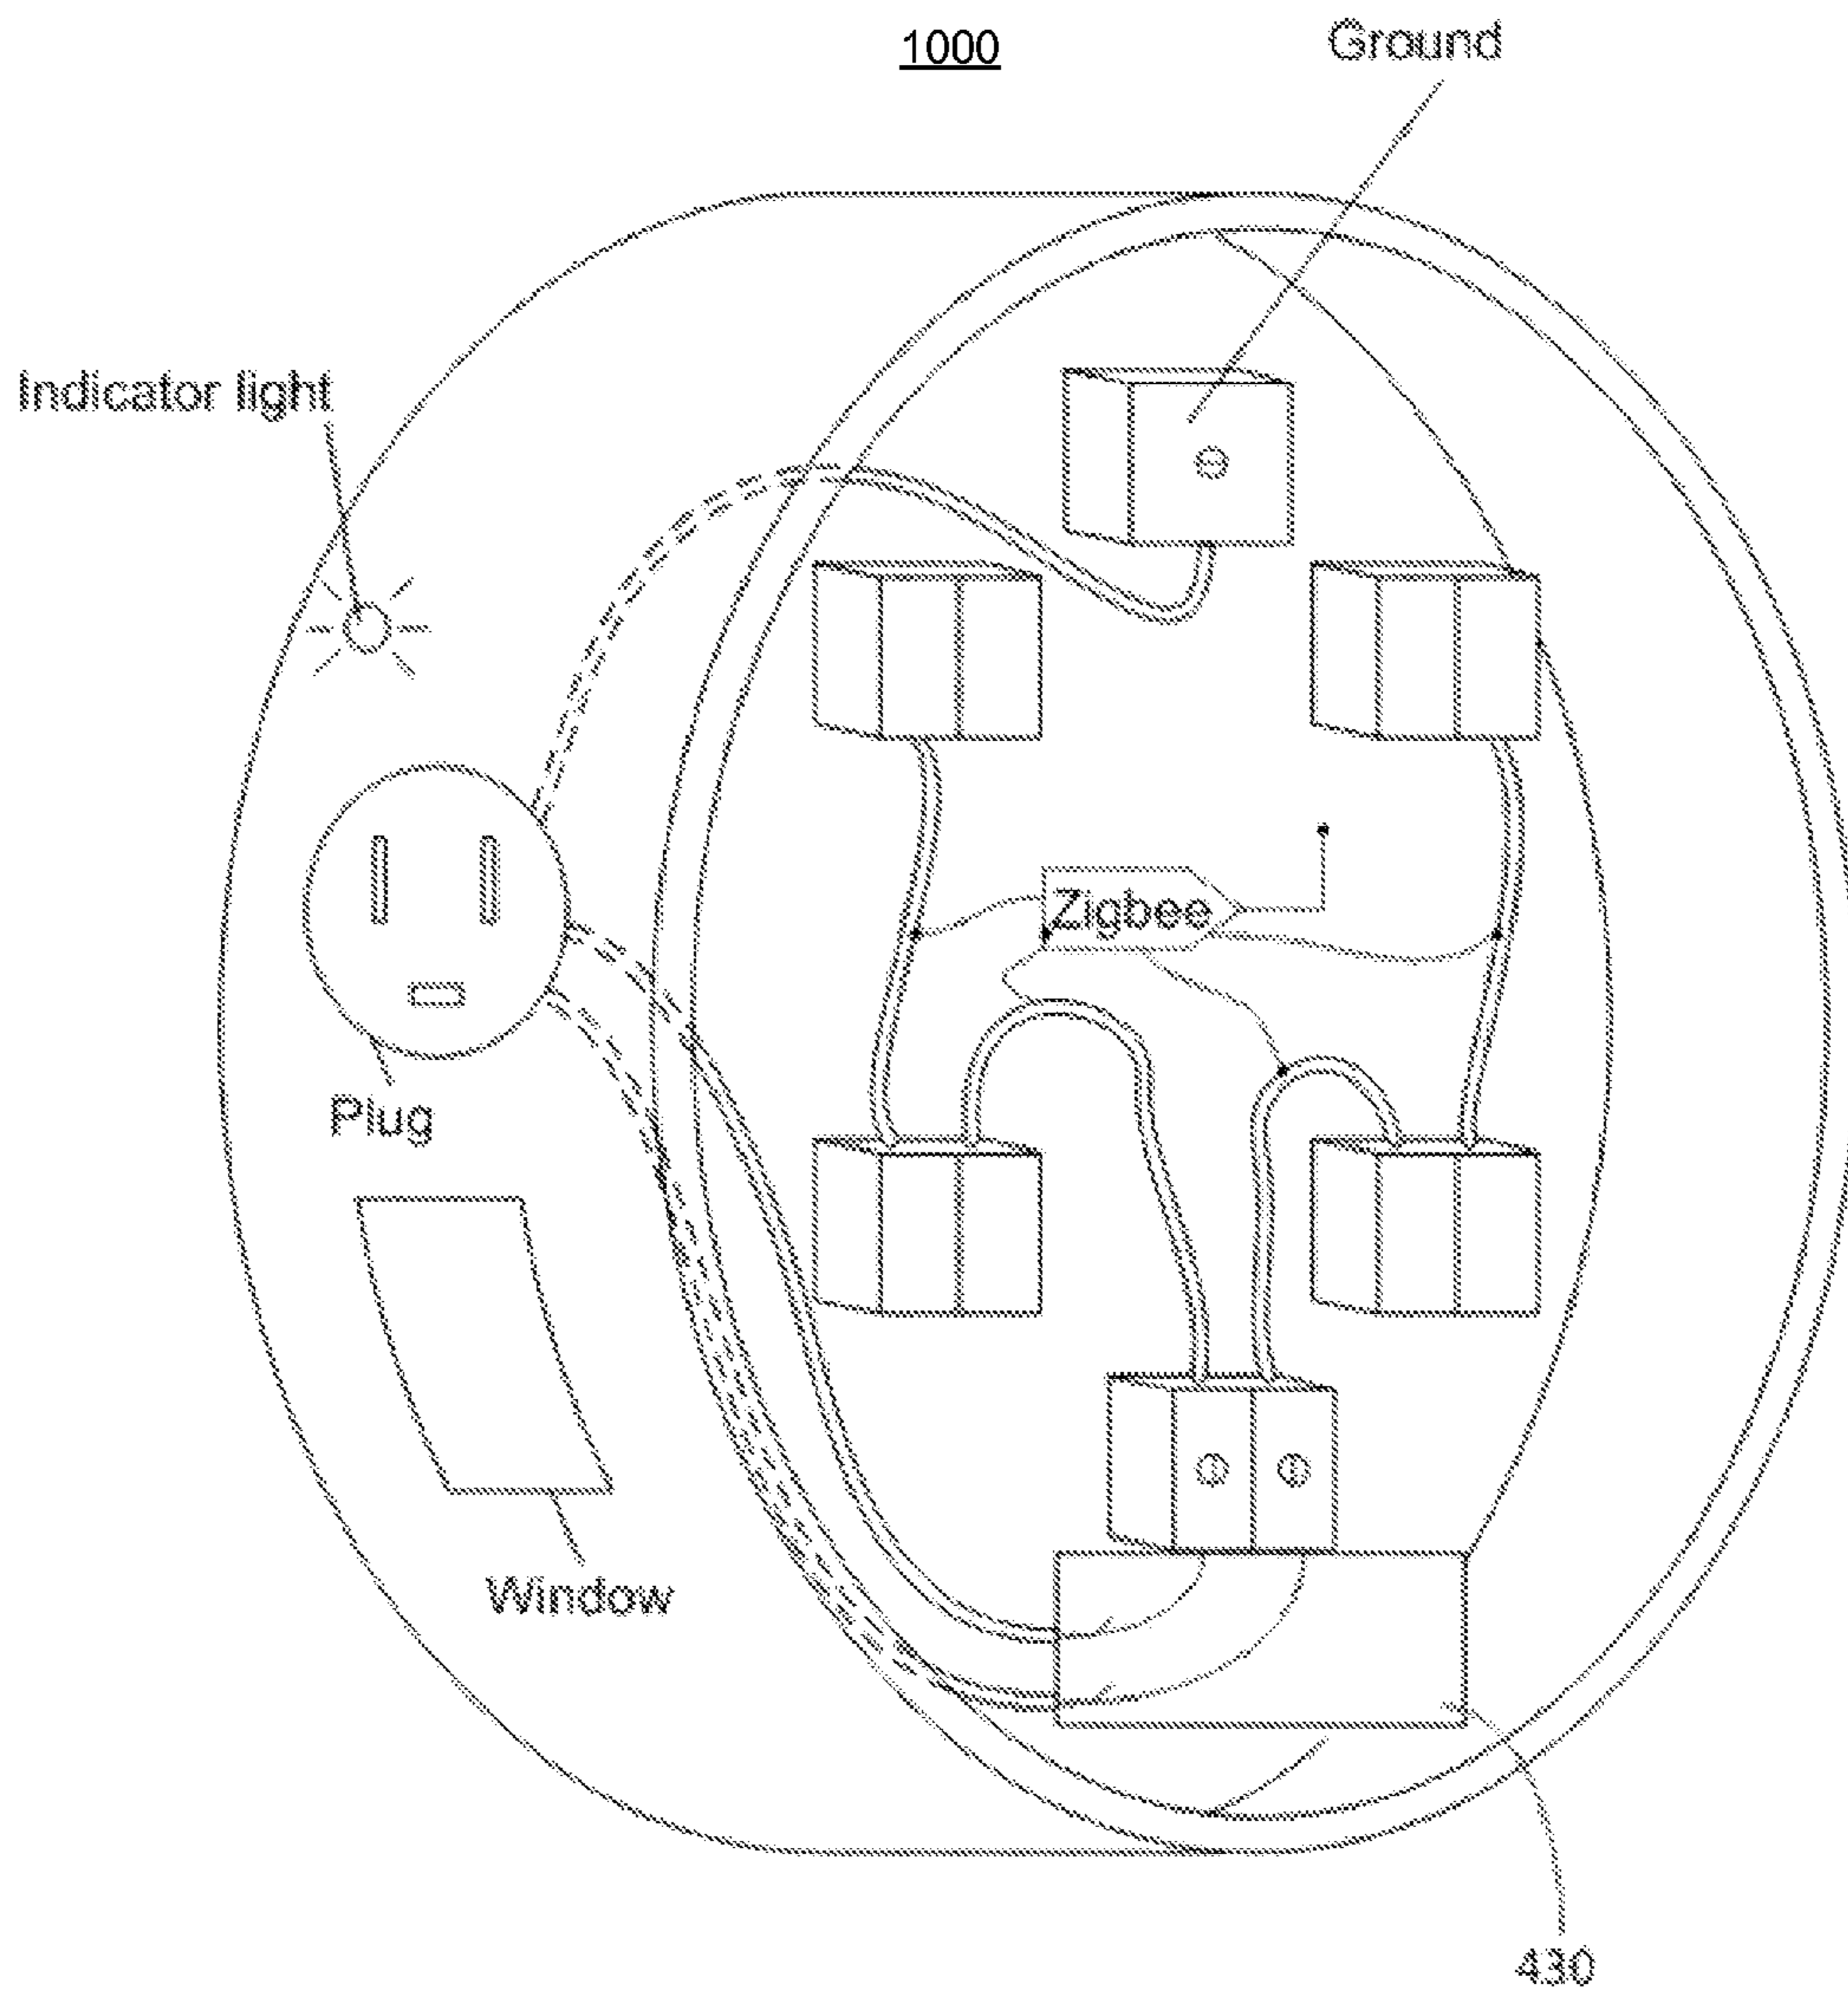 1000
Ground
Indicator light
Zigbee
Plug
Window
430